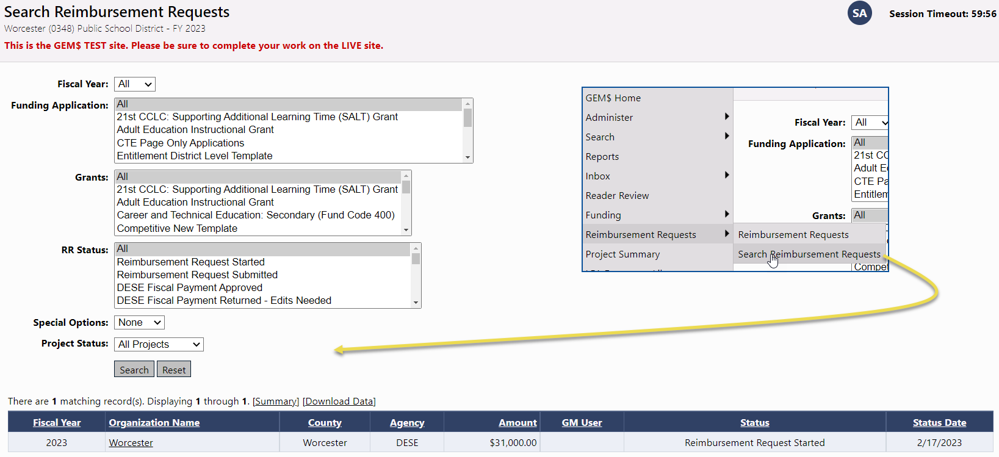 Search Reimbursement Requests
SA
Session Timeout: 59:56
Worcester (0348) Public School District - FY 2023
This is the GEM$ TEST site. Please be sure to complete your work on the LIVE site.
Fiscal Year: All
Funding Application: All
21st CCLC: Supporting Additional Learning Time (SALT) Grant
Adult Education Instructional Grant
CTE Page Only Applications
Entitlement District Level Template
Grants: All
21st CCLC: Supporting Additional Learning Time (SALT) Grant
Adult Education Instructional Grant
Career and Technical Education: Secondary (Fund Code 400)
Competitive New Template
RR Status: All
Reimbursement Request Started
Reimbursement Request Submitted
DESE Fiscal Payment Approved
DESE Fiscal Payment Returned - Edits Needed
Special Options: None
Project Status: All Projects
Search Reset
GEM$ Home
Administer
Search
Reports
Inbox
Reader Review
Funding
Reimbursement Requests
Project Summary
Reimbursement Requests
Search Reimbursement Requests
Fiscal Year: All
Funding Application: All
21st CC
Adult E
CTE Pa
Entitlem
Grants: All
Compet
There are 1 matching record(s). Displaying 1 through 1. [Summary] [Download Data]
Fiscal Year Organization Name County Agency Amount GM User Status Status Date
2023 Worcester Worcester DESE $31,000.00 Reimbursement Request Started 2/17/2023